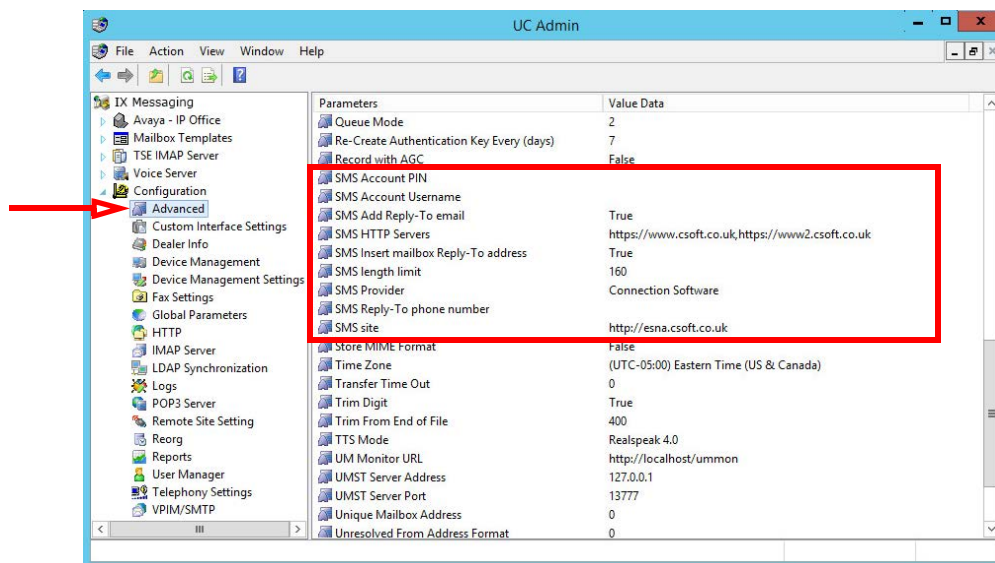 UC Admin
File Action View Window Help
IX Messaging
Avaya - IP Office
Mailbox Templates
TSE IMAP Server
Voice Server
Configuration
Advanced
Custom Interface Settings
Dealer Info
Device Management
Device Management Settings
Fax Settings
Global Parameters
HTTP
IMAP Server
LDAP Synchronization
Logs
POP3 Server
Remote Site Setting
Reorg
Reports
User Manager
Telephony Settings
VPIM/SMTP
Parameters Value Data
Queue Mode 2
Re-Create Authentication Key Every (days) 7
Record with AGC False
SMS Account PIN
SMS Account Username
SMS Add Reply-To email True
SMS HTTP Servers https://www.csoft.co.uk,https://www2.csoft.co.uk
SMS Insert mailbox Reply-To address True
SMS length limit 160
SMS Provider Connection Software
SMS Reply-To phone number
SMS site http://esna.csoft.co.uk
Store MIME Format False
Time Zone (UTC-05:00) Eastern Time (US & Canada)
Transfer Time Out 0
Trim Digit True
Trim From End of File 400
TTS Mode Realspeak 4.0
UM Monitor URL http://localhost/ummon
UMST Server Address 127.0.0.1
UMST Server Port 13777
Unique Mailbox Address 0
Unresolved From Address Format 0